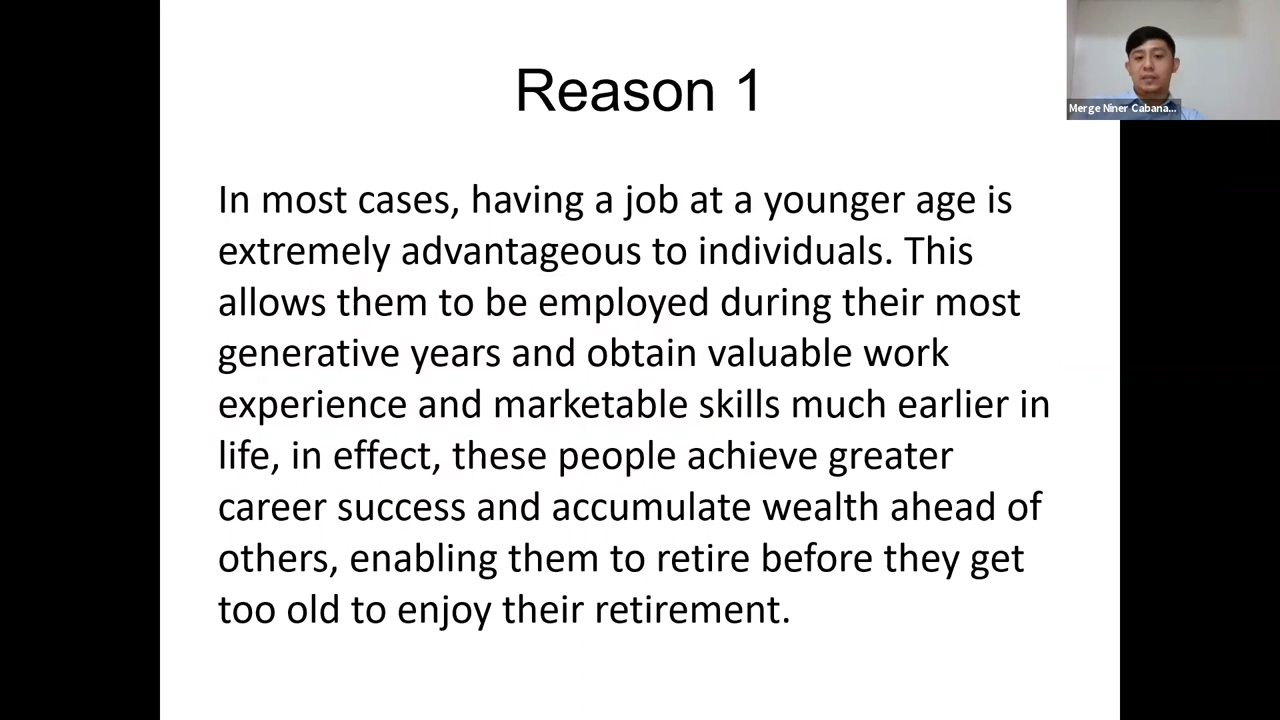 Reason 1
Merge Niner Cabana...
In most cases, having a job at a younger age is
extremely advantageous to individuals. This
allows them to be employed during their most
generative years and obtain valuable work
experience and marketable skills much earlier in
life, in effect, these people achieve greater
career success and accumulate wealth ahead of
others, enabling them to retire before they get
too old to enjoy their retirement.